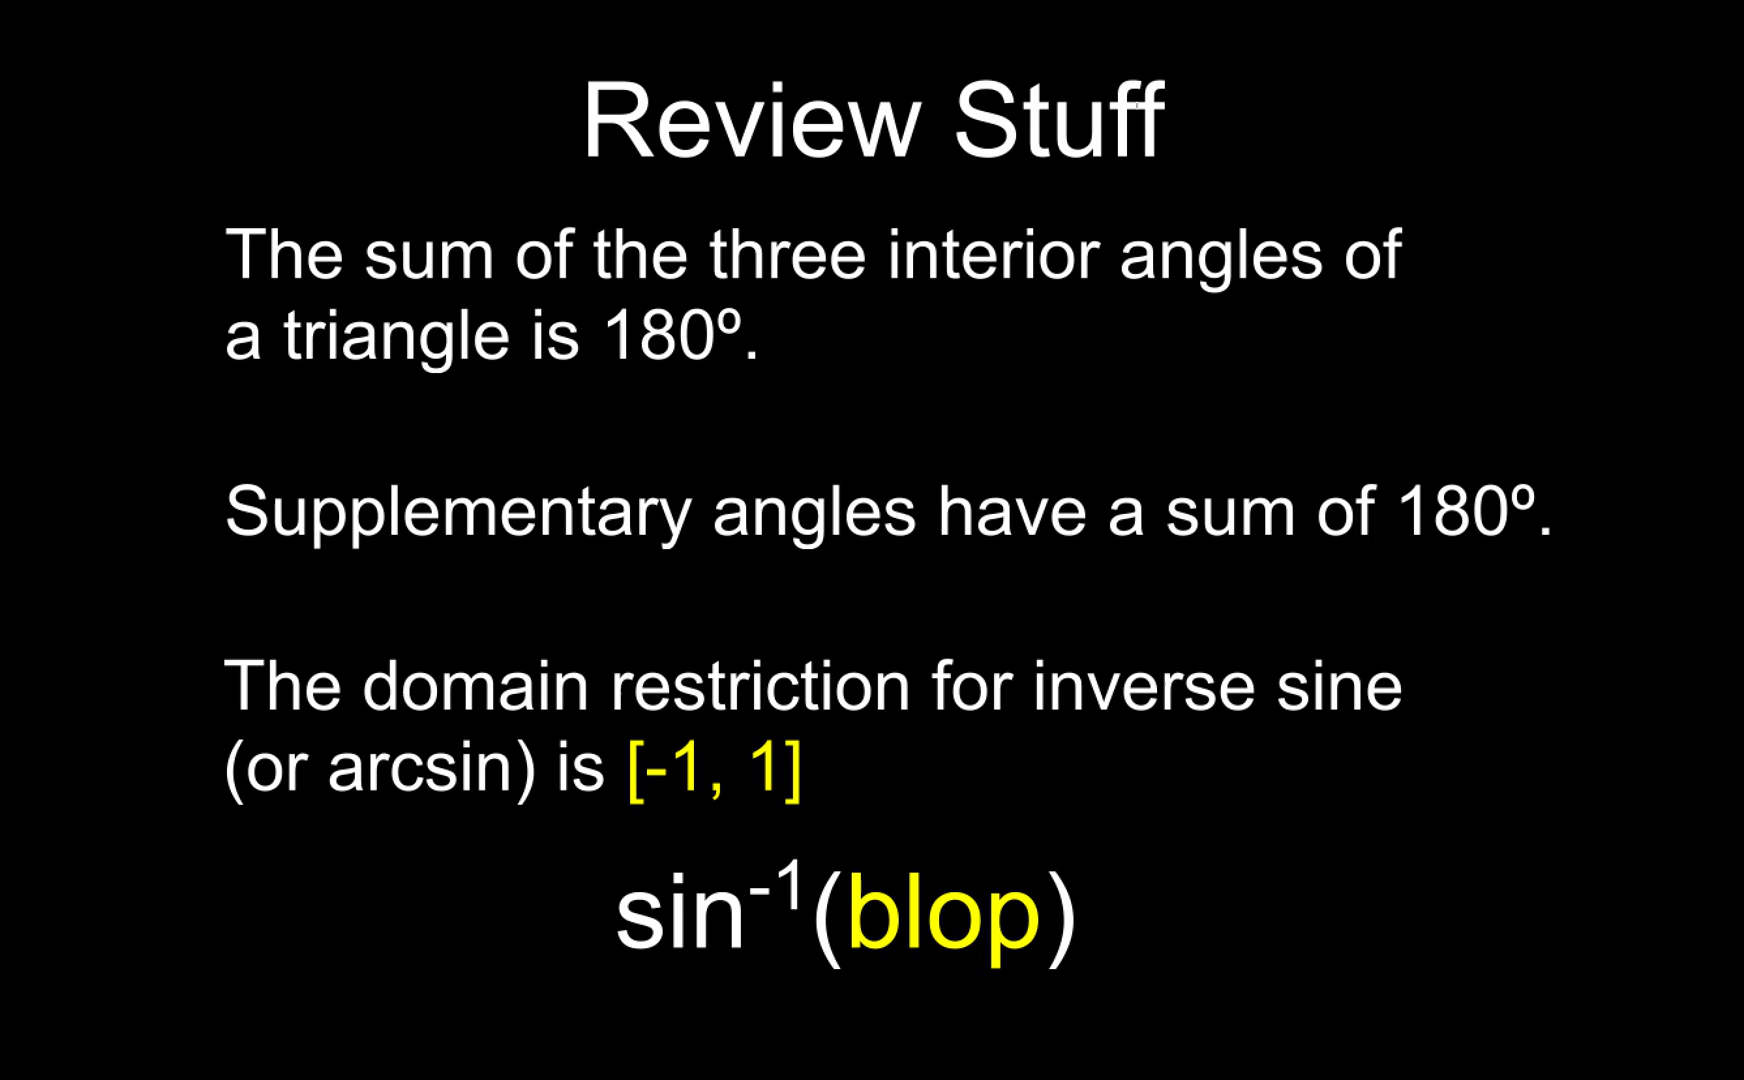 Review Stuff
The sum of the three interior angles of
a triangle is 180º.
Supplementary angles have a sum of 180º.
The domain restriction for inverse sine
(or arcsin) is [-1, 1]
sin⁻¹(blop)